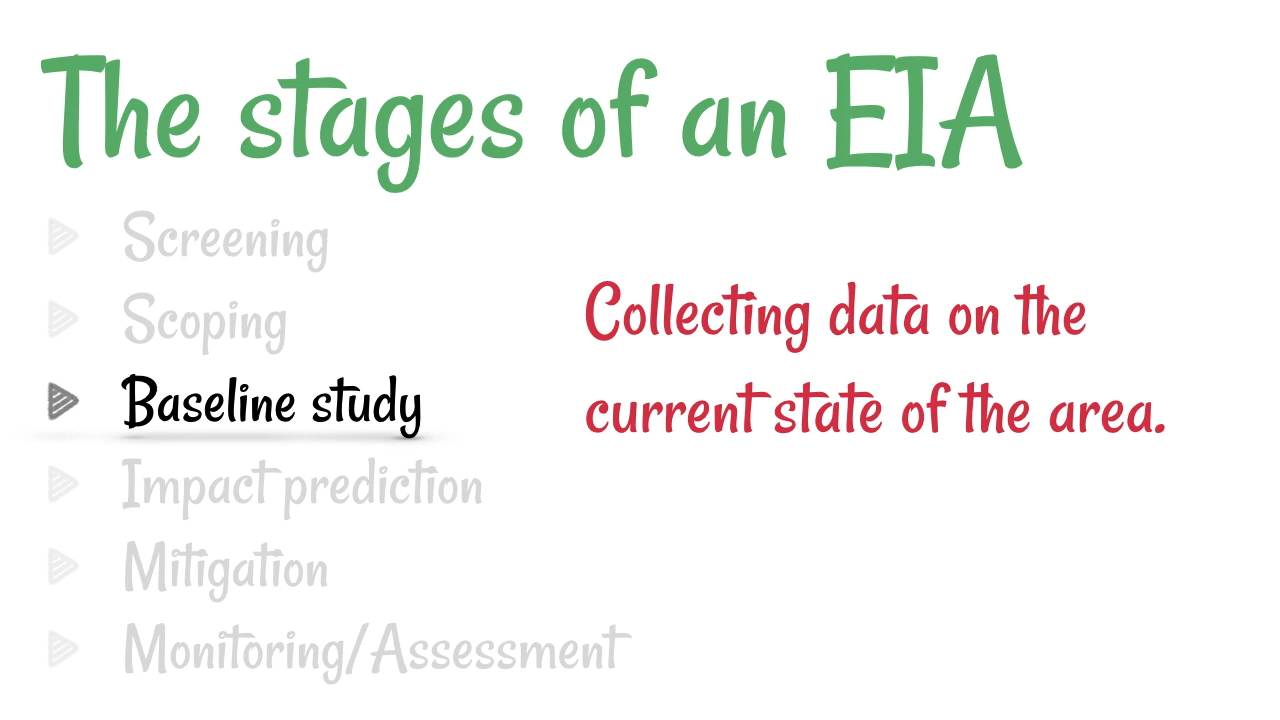 The stages of an EIA
Screening
Scoping
Baseline study
Impact prediction
Mitigation
Monitoring/Assessment
Collecting data on the
current state of the area.